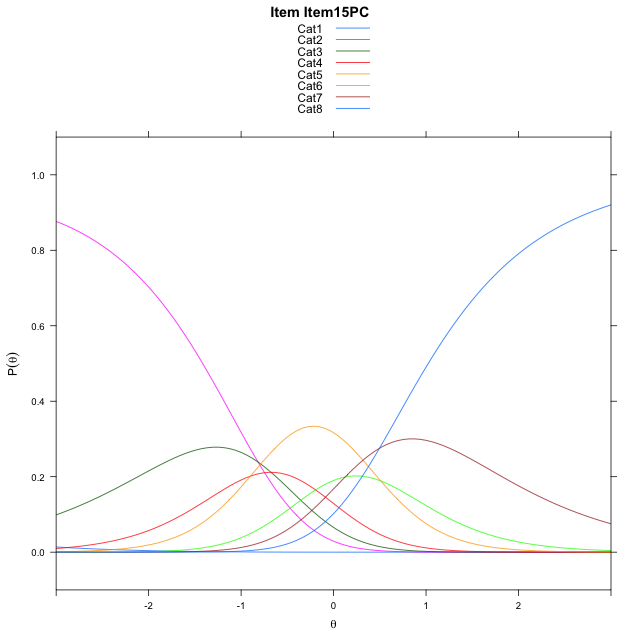 Item Item15PC
Cat1
Cat2
Cat3
Cat4
Cat5
Cat6
Cat7
Cat8
1.0
0.8
0.6
0.4
0.2
0.0
P(θ)
-2 -1 0 1 2
θ